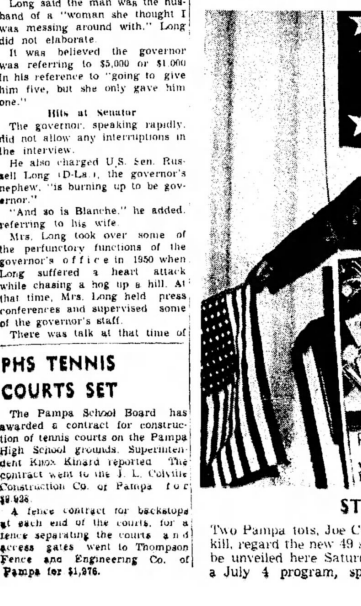 Long said the man was the hus-
band of a "woman she thought I
was messing around with." Long
did not elaborate.
It was believed the governor
was referring to $5,000 or $1,000
in his reference to "going to give
him five, but she only gave him
one."
Hits at Senator
The governor, speaking rapidly,
did not allow any interruptions in
the interview.
He also charged U.S. Sen. Rus-
sell Long (D-La.), the governor's
nephew, "is burning up to be gov-
ernor."
"And so is Blanche," he added,
referring to his wife.
Mrs. Long took over some of
the perfunctory functions of the
governor's office in 1950 when
Long suffered a heart attack
while chasing a hog up a hill. At
that time, Mrs. Long held press
conferences and supervised some
of the governor's staff.
There was talk at that time of
PHS TENNIS
COURTS SET
The Pampa School Board has
awarded a contract for construc-
tion of tennis courts on the Pampa
High School grounds, Superinten-
dent Knox Kinard reported. The
contract went to the J. L. Colville
Construction Co. of Pampa for
A fence contract for backstops
at each end of the courts, for a
fence separating the courts and
access gates went to Thompson
Fence and Engineering Co. of
Pampa for $1,976.
ST
Two Pampa tots, Joe C
kill, regard the new 49 s
be unveiled here Satur
a July 4 program, sp